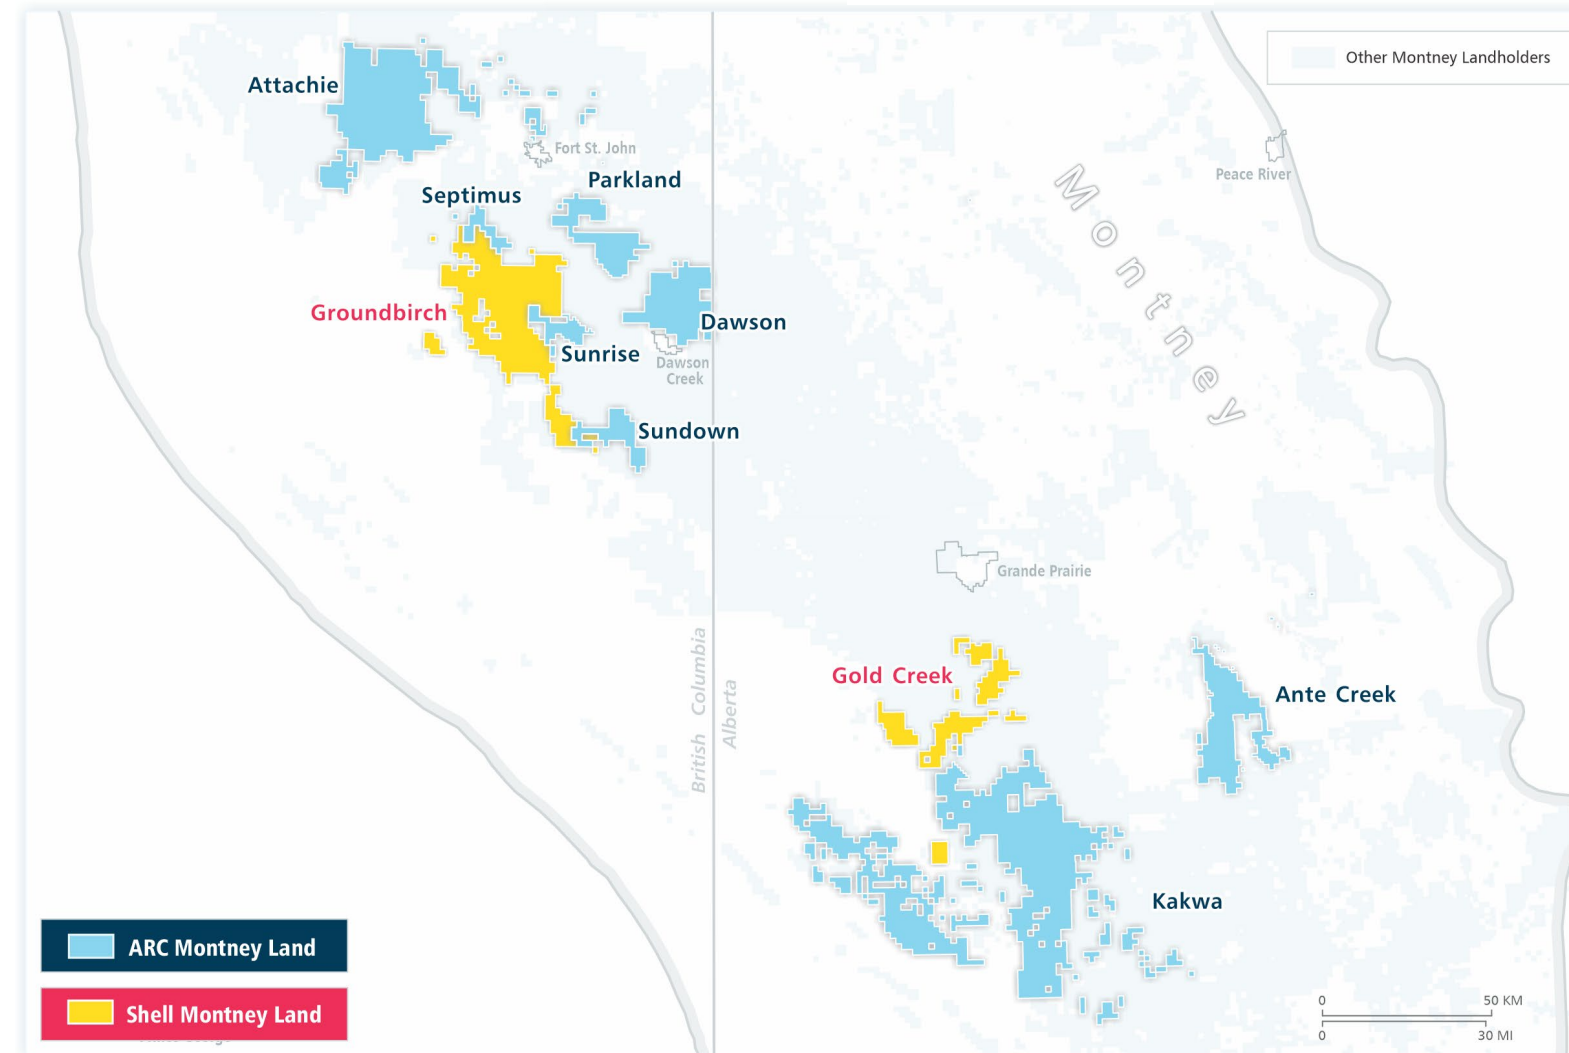 Other Montney Landholders
Attachie
Fort St. John
Parkland
Septimus
Peace River
Montney
Groundbirch
Dawson
Sunrise
Dawson
Creek
Sundown
Grande Prairie
British Columbia
Alberta
Gold Creek
Ante Creek
Kakwa
ARC Montney Land
Shell Montney Land
0
50 KM
0
30 MI